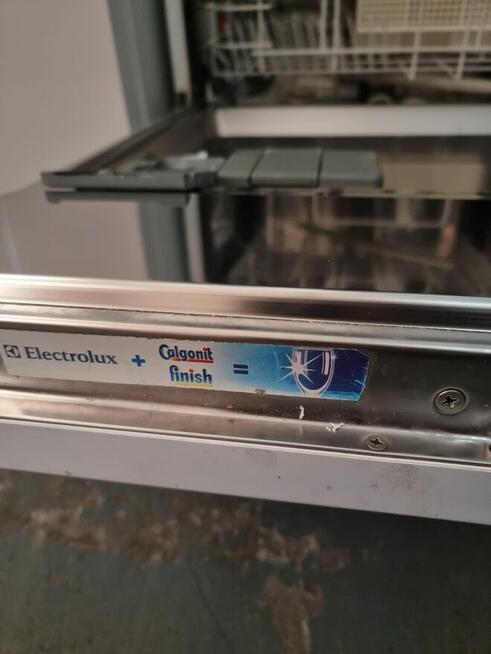 Electrolux + Calgonit =
finish